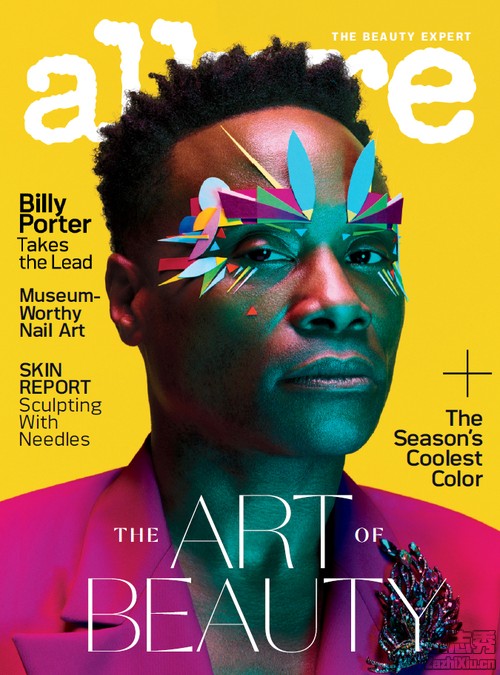 THE BEAUTY EXPERT
allure
Billy
Porter
Takes
the Lead
Museum-
Worthy
Nail Art
SKIN
REPORT
Sculpting
With
Needles
The
Season's
Coolest
Color
THE ART OF
BEAUTY